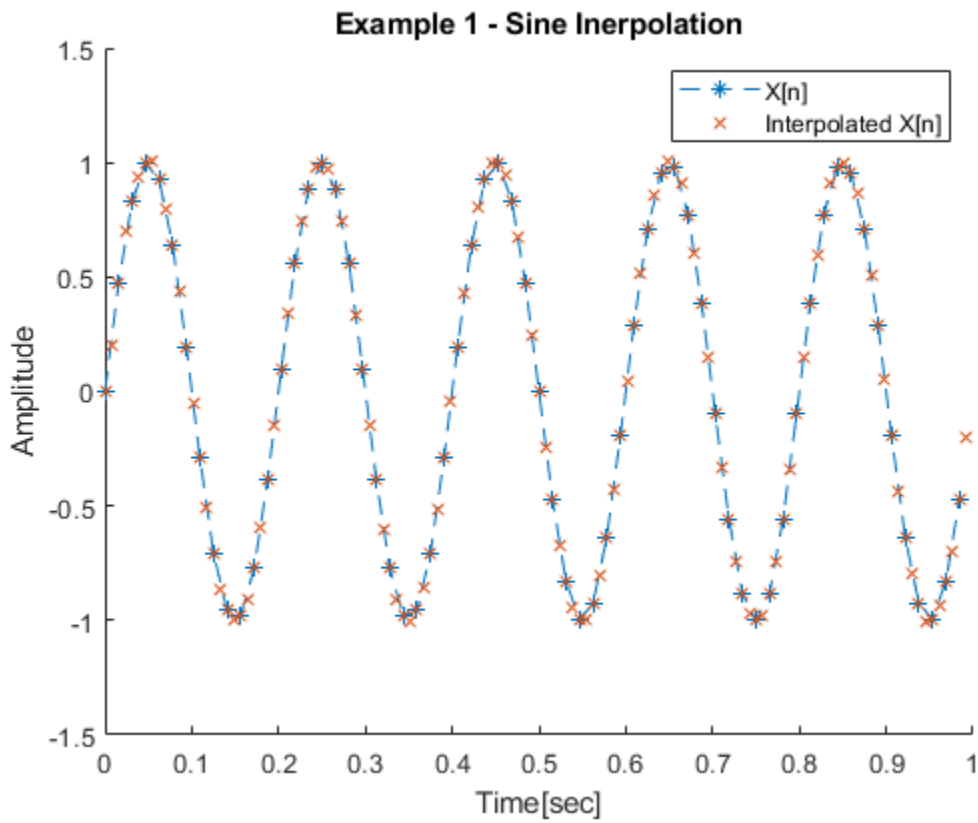 Example 1 - Sine Inerpolation
X[n]
Interpolated X[n]
1.5
1
0.5
0
-0.5
-1
-1.5
Amplitude
0 0.1 0.2 0.3 0.4 0.5 0.6 0.7 0.8 0.9 1
Time[sec]